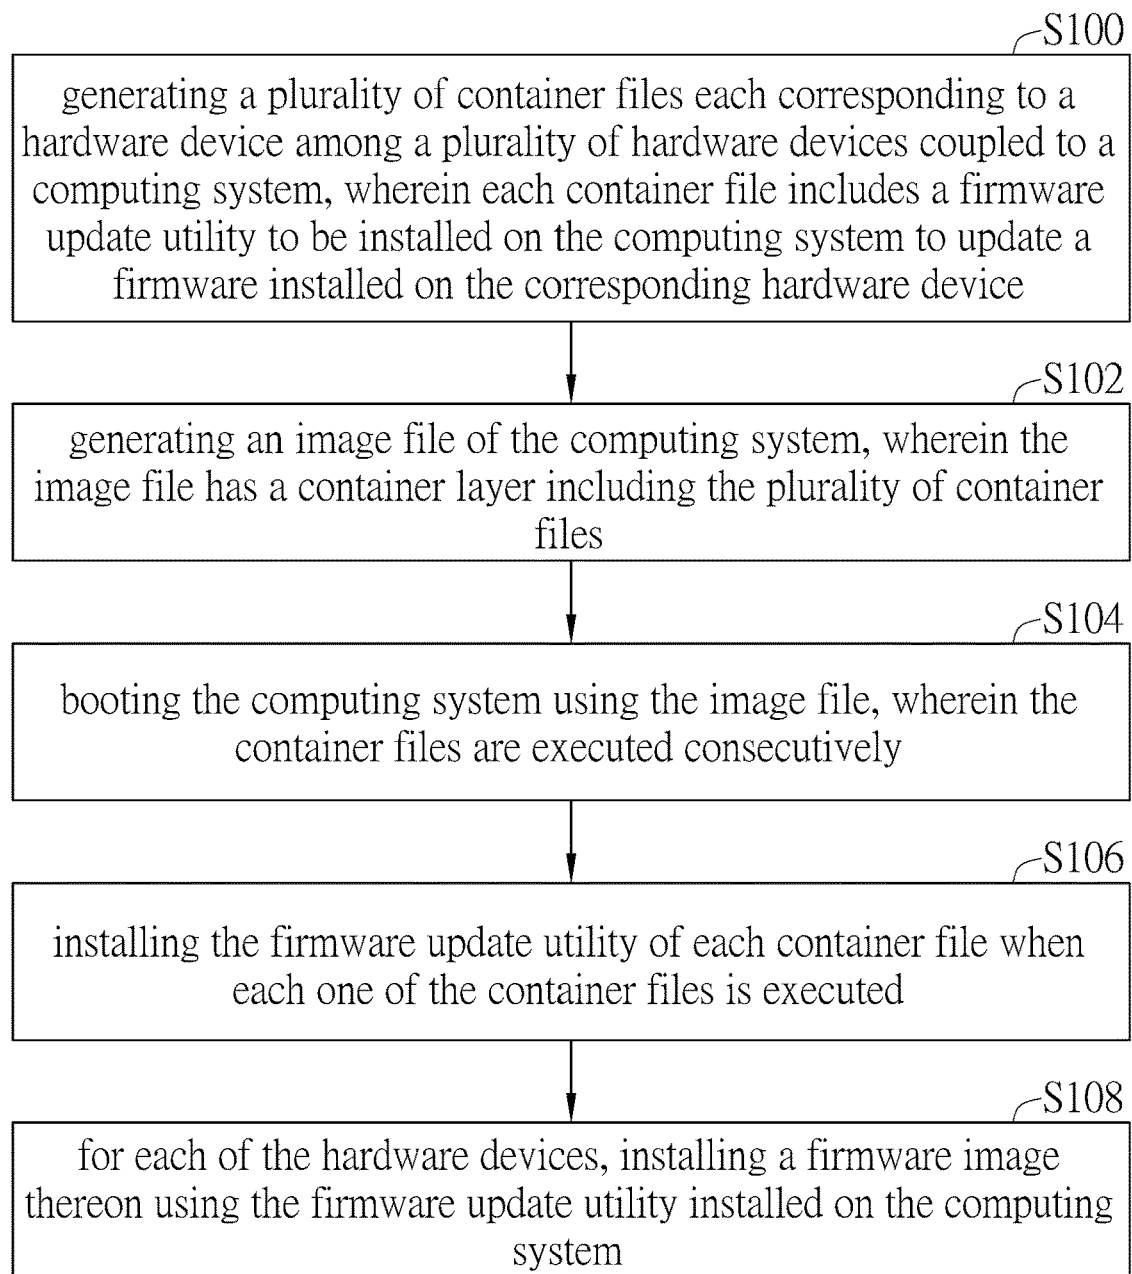 S100
generating a plurality of container files each corresponding to a
hardware device among a plurality of hardware devices coupled to a
computing system, wherein each container file includes a firmware
update utility to be installed on the computing system to update a
firmware installed on the corresponding hardware device
S102
generating an image file of the computing system, wherein the
image file has a container layer including the plurality of container
files
S104
booting the computing system using the image file, wherein the
container files are executed consecutively
S106
installing the firmware update utility of each container file when
each one of the container files is executed
S108
for each of the hardware devices, installing a firmware image
thereon using the firmware update utility installed on the computing
system